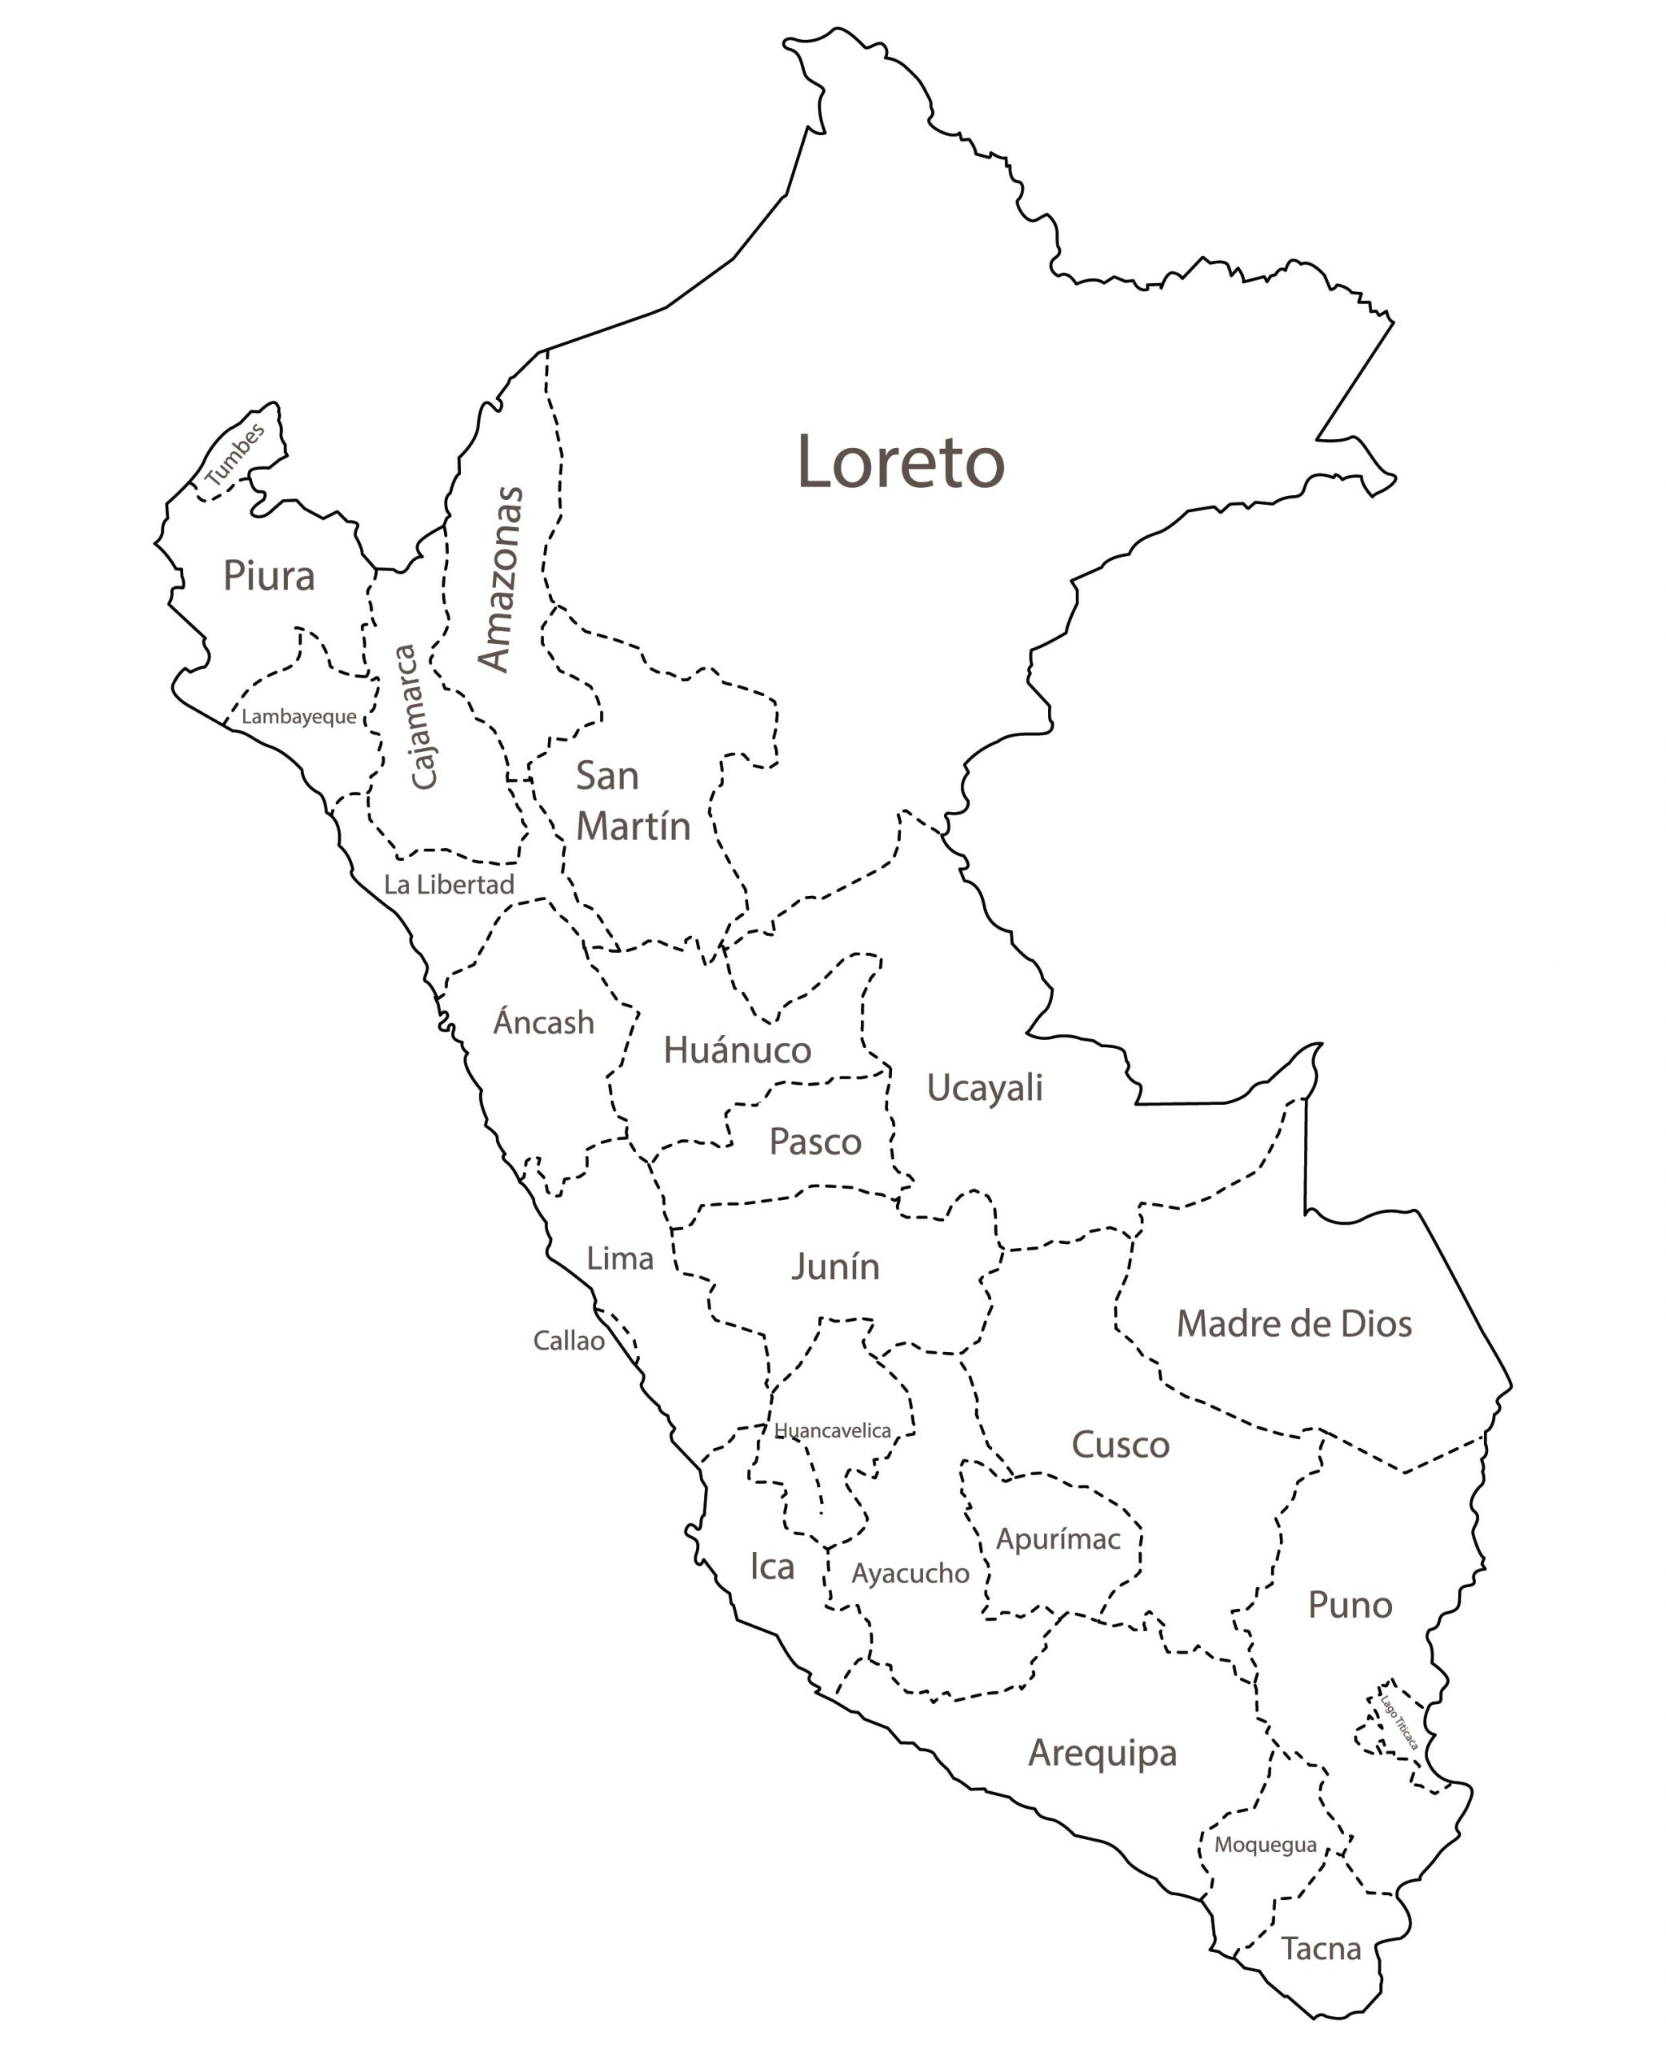 Loreto
Tumbes
Amazonas
Piura
Cajamarca
Lambayeque
San
Martín
La Libertad
Áncash
Huánuco
Ucayali
Pasco
Lima
Junín
Madre de Dios
Callao
Huancavelica
Cusco
Apurímac
Ica
Ayacucho
Puno
Lago Titicaca
Arequipa
Moquegua
Tacna